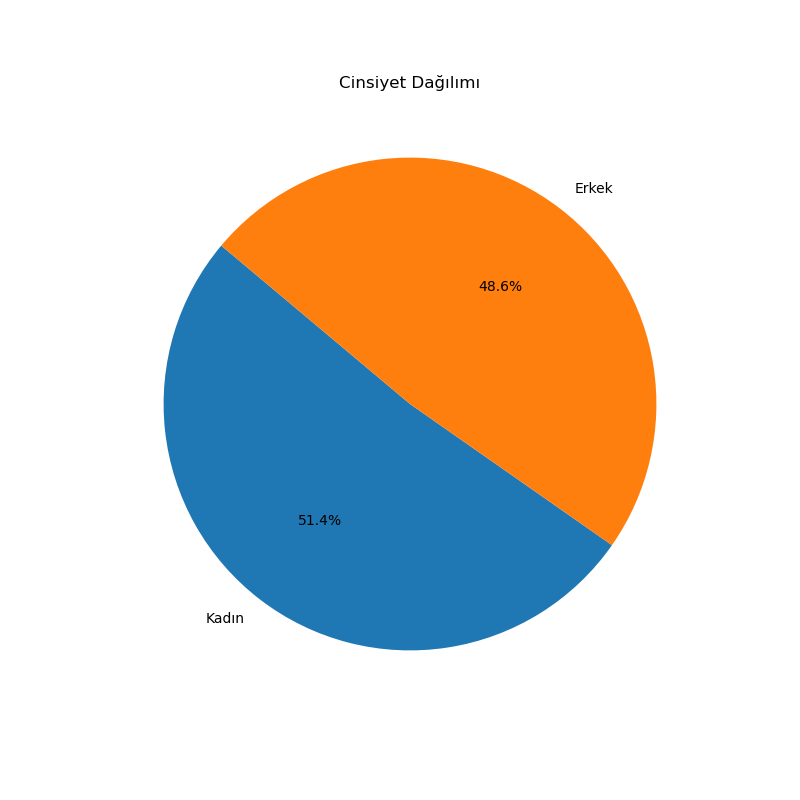 Cinsiyet Dağılımı
Erkek
48.6%
51.4%
Kadın